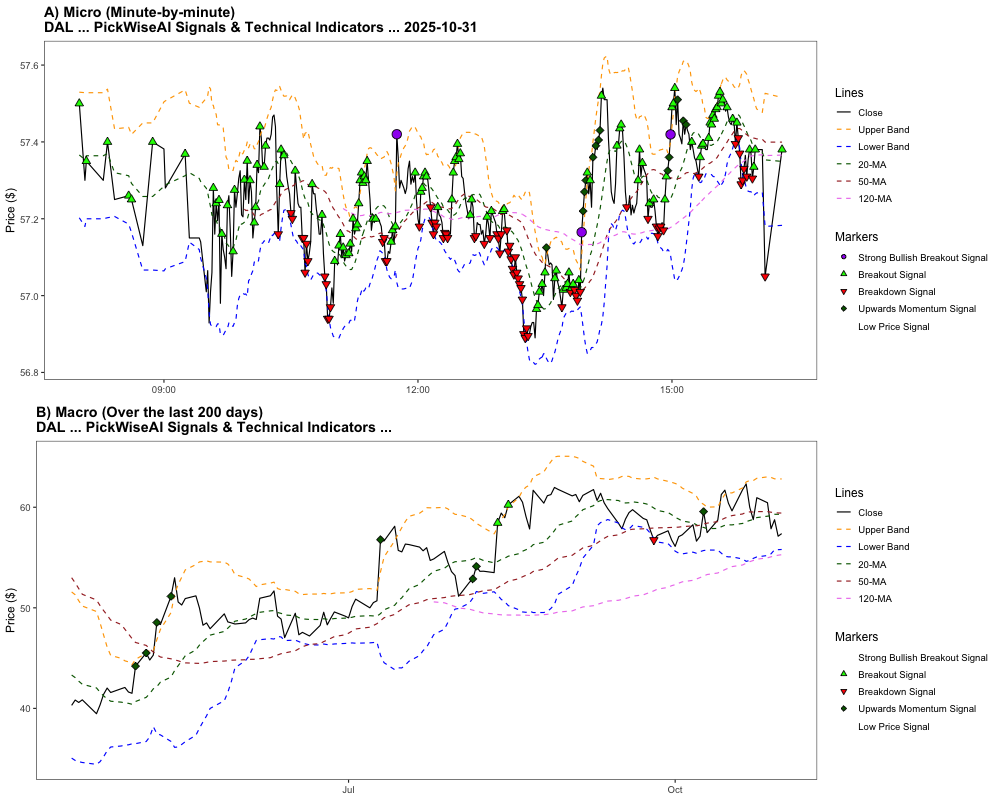 A) Micro (Minute-by-minute)
DAL ... PickWiseAI Signals & Technical Indicators ... 2025-10-31
Price ($)
57.6
57.4
57.2
57.0
56.8
09:00
12:00
15:00
Lines
Close
Upper Band
Lower Band
20-MA
50-MA
120-MA
Markers
Strong Bullish Breakout Signal
Breakout Signal
Breakdown Signal
Upwards Momentum Signal
Low Price Signal
B) Macro (Over the last 200 days)
DAL ... PickWiseAI Signals & Technical Indicators ...
Price ($)
60
50
40
Jul
Oct
Lines
Close
Upper Band
Lower Band
20-MA
50-MA
120-MA
Markers
Strong Bullish Breakout Signal
Breakout Signal
Breakdown Signal
Upwards Momentum Signal
Low Price Signal